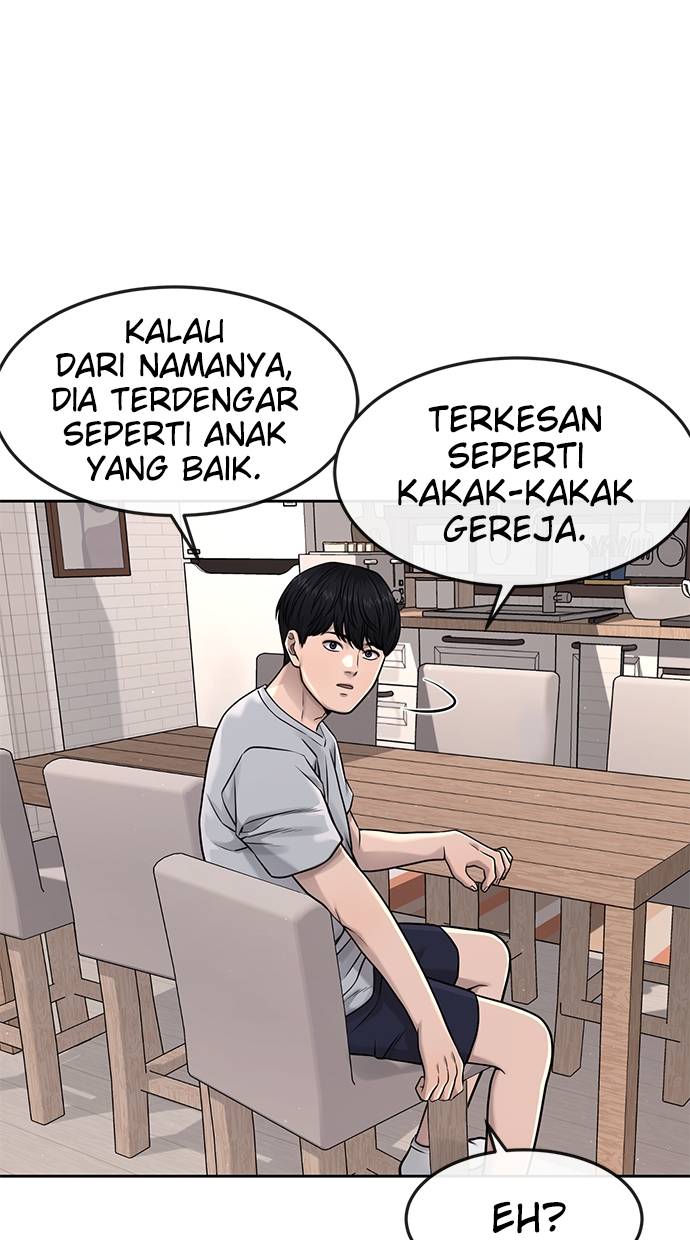 KALAU
DARI NAMANYA,
DIA TERDENGAR
SEPERTI ANAK
YANG BAIK.
TERKESAN
SEPERTI
KAKAK-KAKAK
GEREJA.
EH?